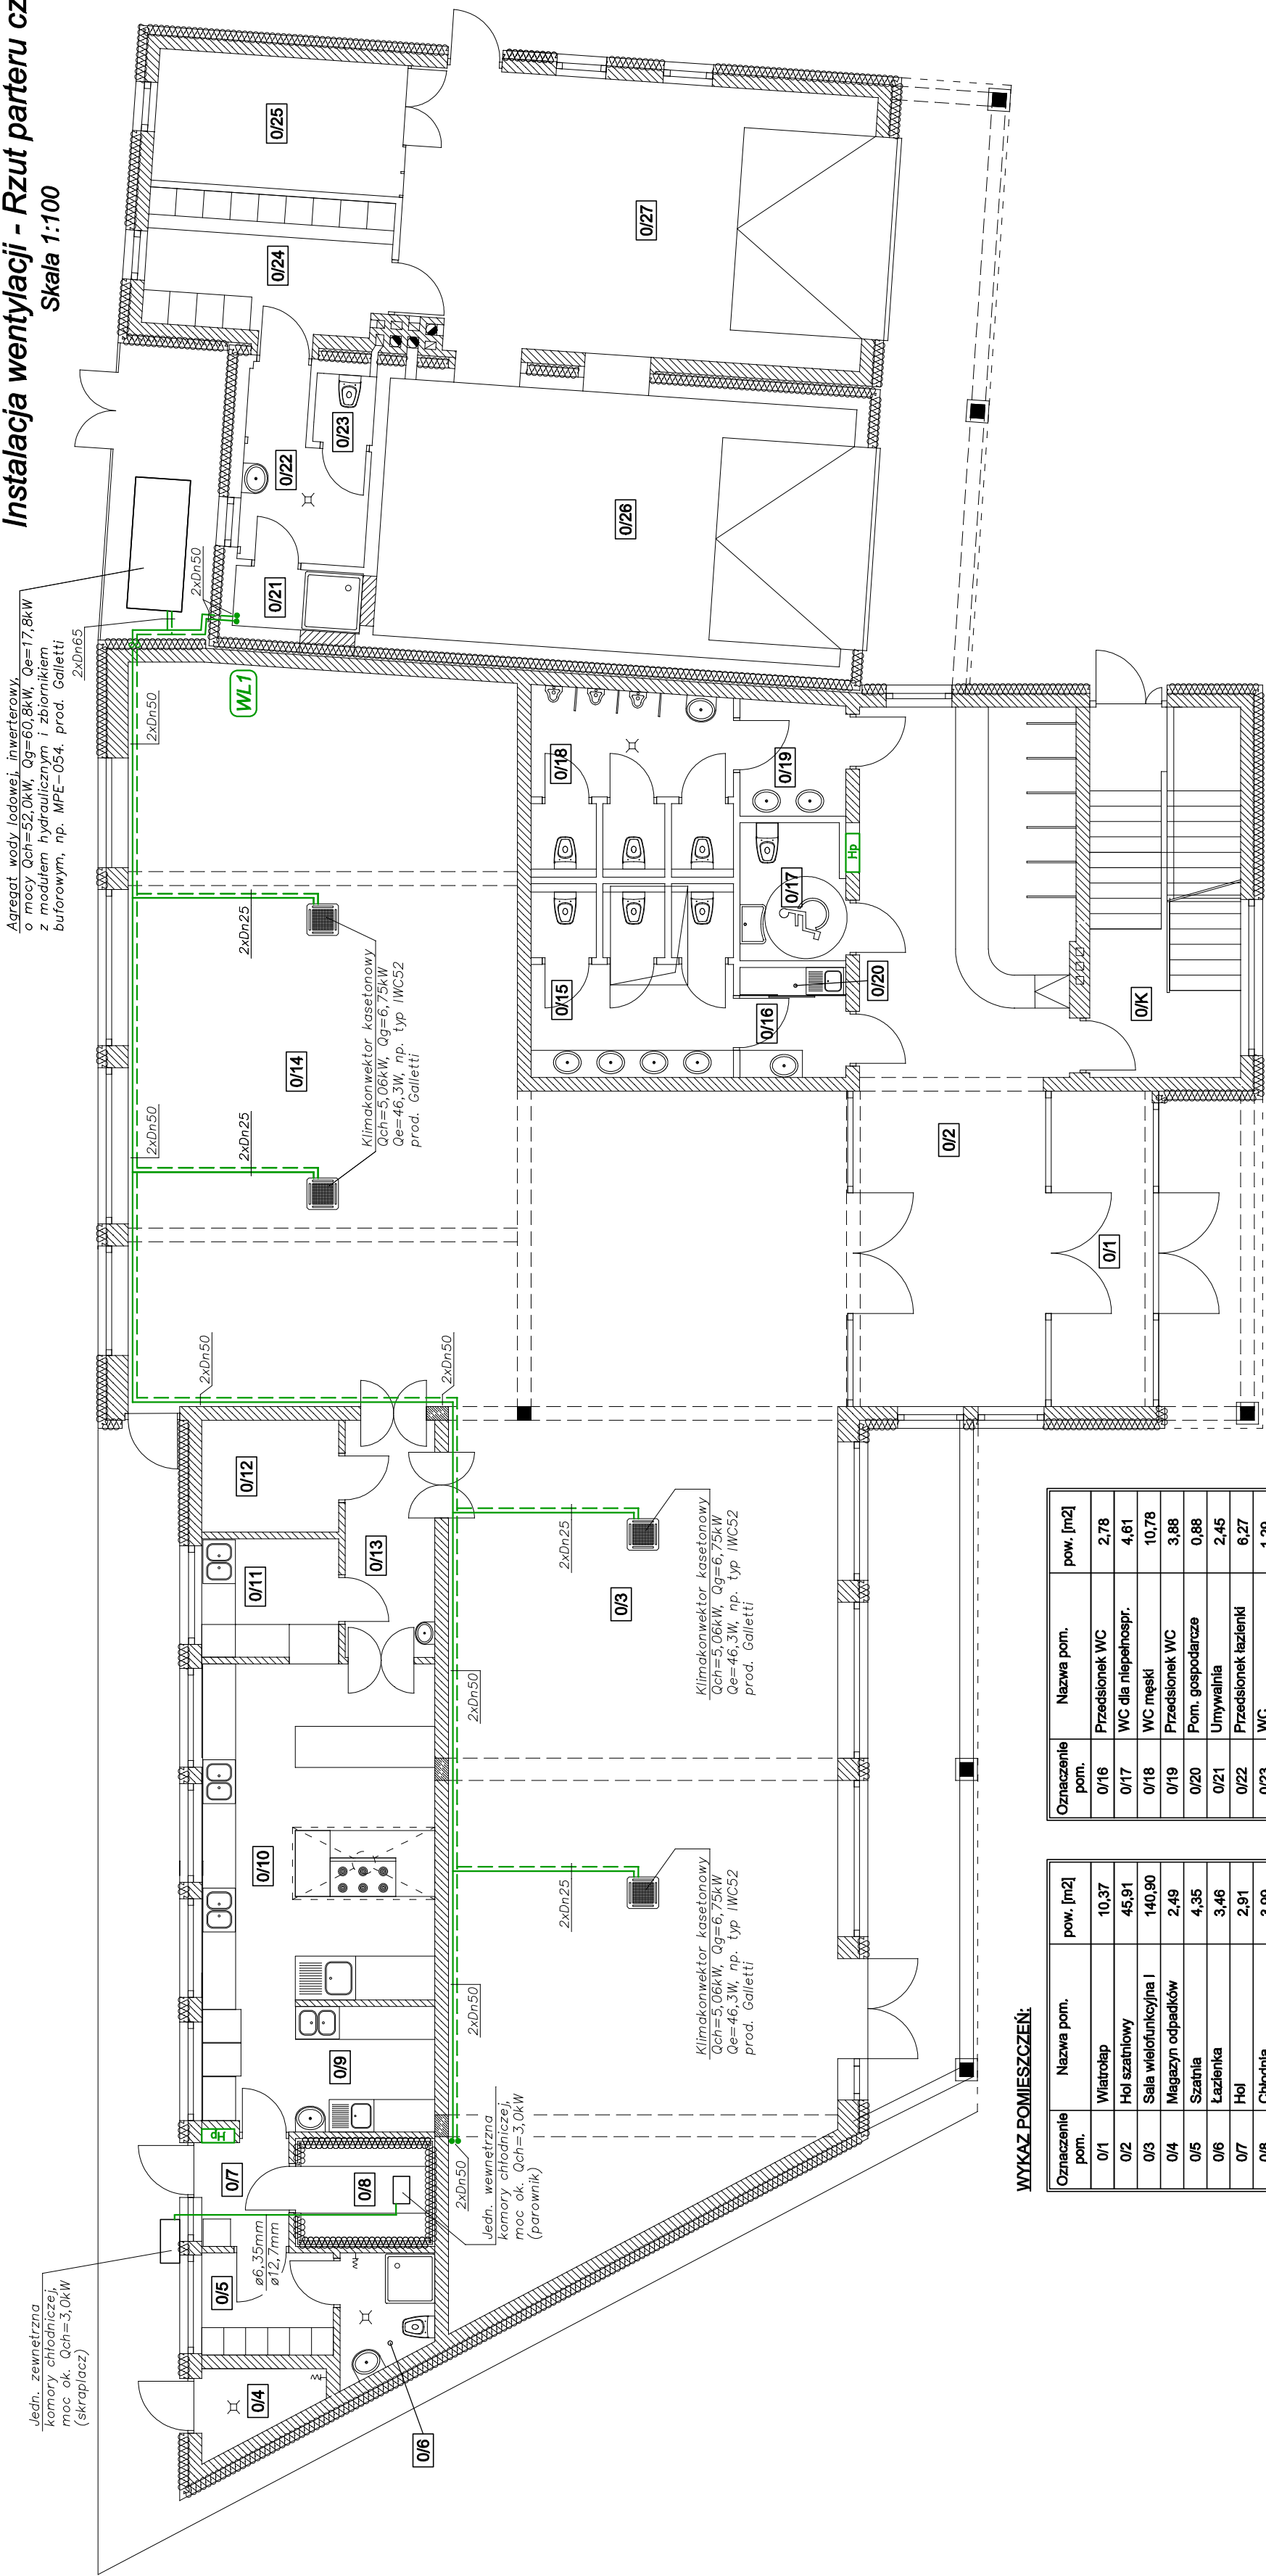 Instalacja wentylacji - Rzut parteru
Skala 1:100
Agregat wody lodowej, inwerterowy,
o mocy Qch=52,0kW, Qg=60,8kW, Qe=17,8kW
z modułem hydraulicznym i zbiornikiem
buforowym, np. MPE-054. prod. Galletti
2xDn65
2xDn50
2xDn50
WL1
0/25
0/24
0/27
0/23
0/22
0/21
0/26
2xDn25
Klimakonwektor kasetonowy
Qch=5,06kW, Qg=6,75kW
Qe=46,3W, np. typ IWC52
prod. Galletti
0/14
2xDn50
2xDn25
0/18
0/19
0/17
Hp
0/15
0/16
0/20
0/K
0/2
0/1
2xDn50
2xDn50
0/12
0/11
0/13
2xDn25
0/3
Klimakonwektor kasetonowy
Qch=5,06kW, Qg=6,75kW
Qe=46,3W, np. typ IWC52
prod. Galletti
2xDn50
0/10
2xDn25
Klimakonwektor kasetonowy
Qch=5,06kW, Qg=6,75kW
Qe=46,3W, np. typ IWC52
prod. Galletti
2xDn50
0/9
Hp
0/7
0/8
2xDn50
Jedn. wewnętrzna
komory chłodniczej,
moc ok. Qch=3,0kW
(parownik)
ø6,35mm
ø12,7mm
0/5
0/4
0/6
Jedn. zewnętrzna
komory chłodniczej,
moc ok. Qch=3,0kW
(skraplacz)
WYKAZ POMIESZCZEŃ:
Oznaczenie pom. Nazwa pom. pow. [m2]
0/1 Wiatrołap 10,37
0/2 Hol szatniowy 45,91
0/3 Sala wielofunkcyjna I 140,90
0/4 Magazyn odpadków 2,49
0/5 Szatnia 4,35
0/6 Łazienka 3,46
0/7 Hol 2,91
Oznaczenie pom. Nazwa pom. pow. [m2]
0/16 Przedsionek WC 2,78
0/17 WC dla niepełnospr. 4,61
0/18 WC męski 10,78
0/19 Przedsionek WC 3,88
0/20 Pom. gospodarcze 0,88
0/21 Umywalnia 2,45
0/22 Przedsionek łazienki 6,27